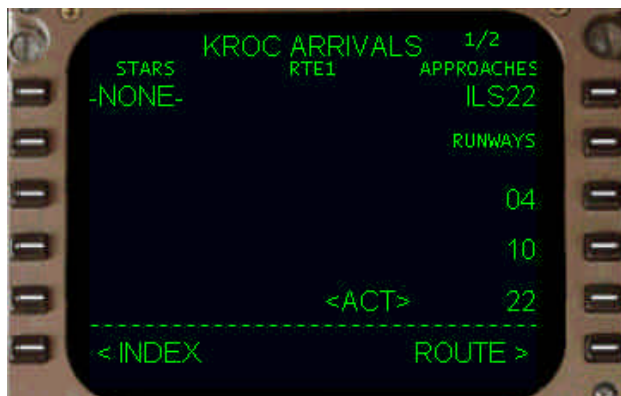 KROC ARRIVALS 1/2
STARS RTE1 APPROACHES
-NONE- ILS22
RUNWAYS
04
10
<ACT> 22
< INDEX ROUTE >